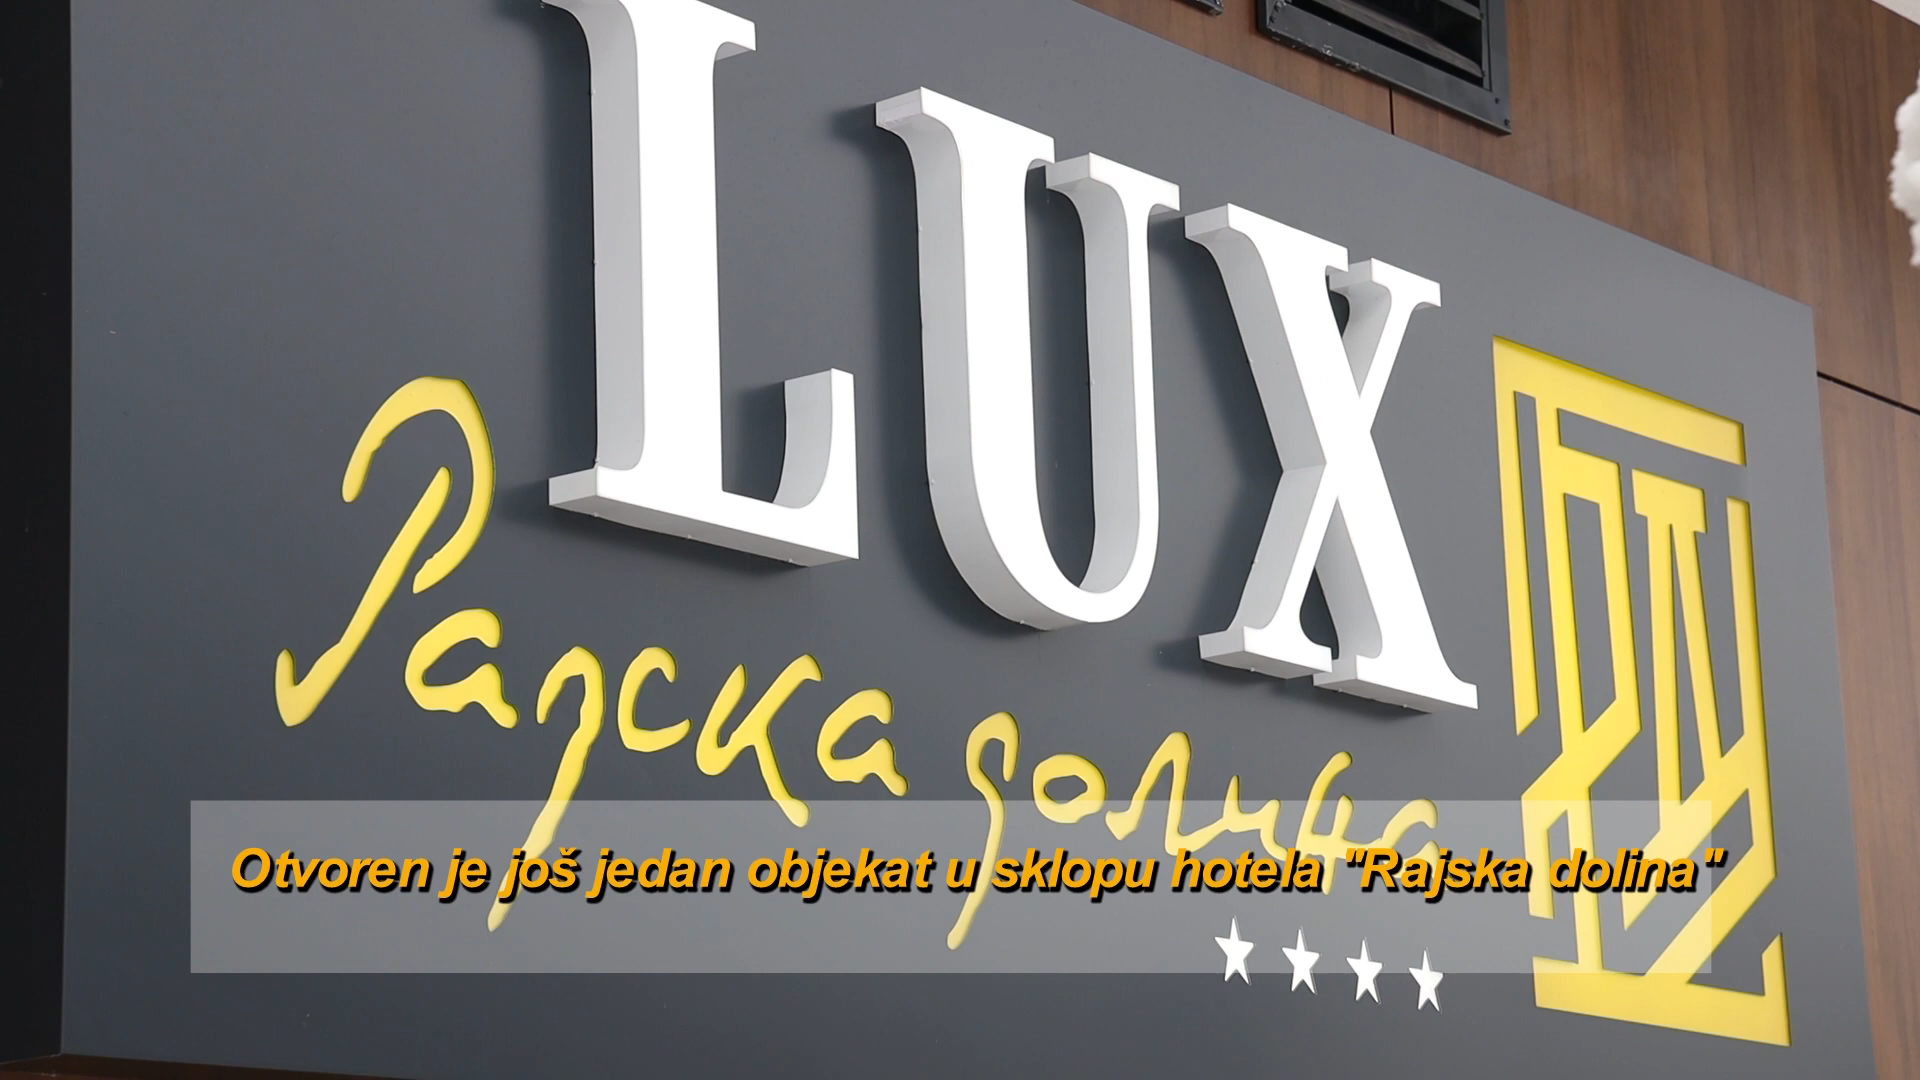 LUX
Рајска долина
Otvoren je još jedan objekat u sklopu hotela "Rajska dolina"